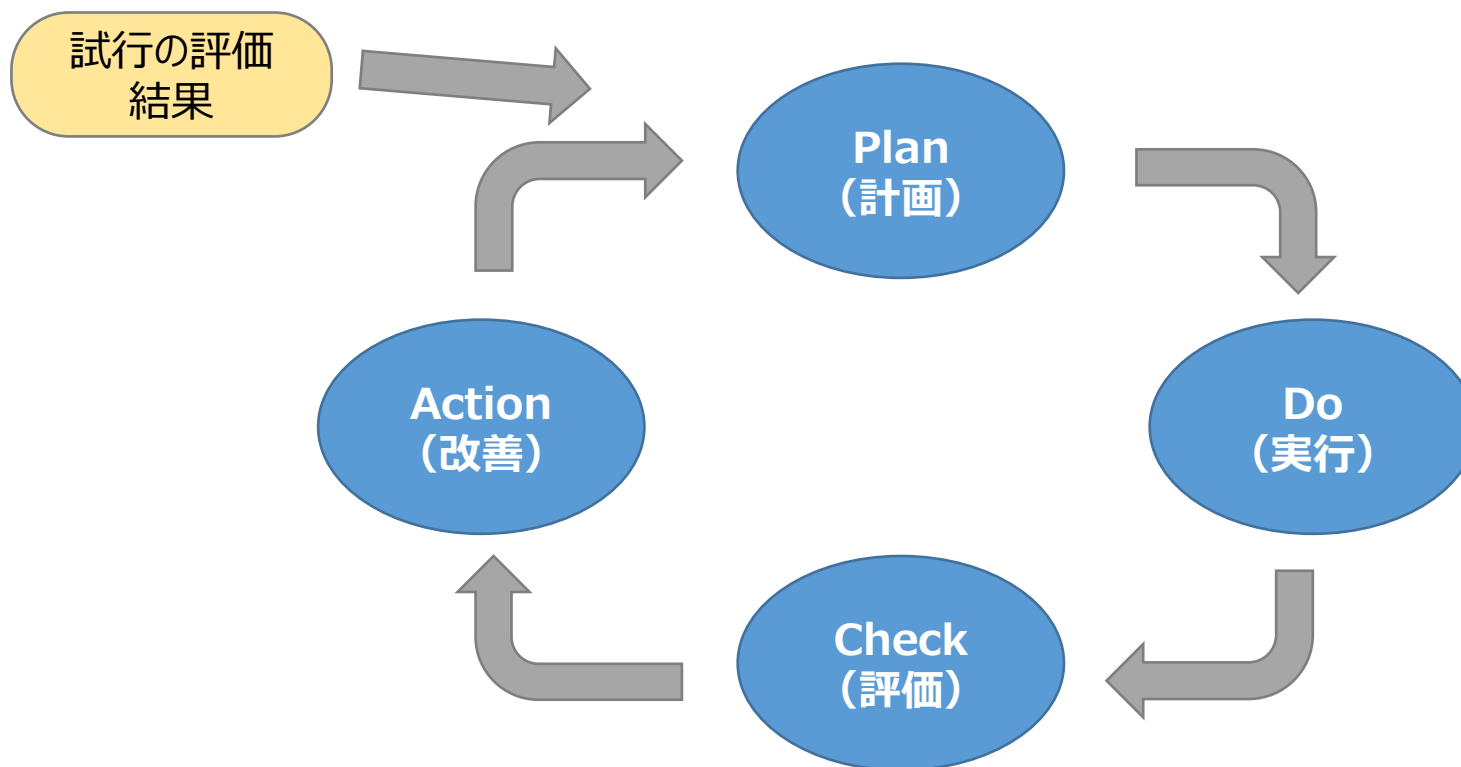 試行の評価
結果
Plan
（計画）
Do
（実行）
Check
（評価）
Action
（改善）